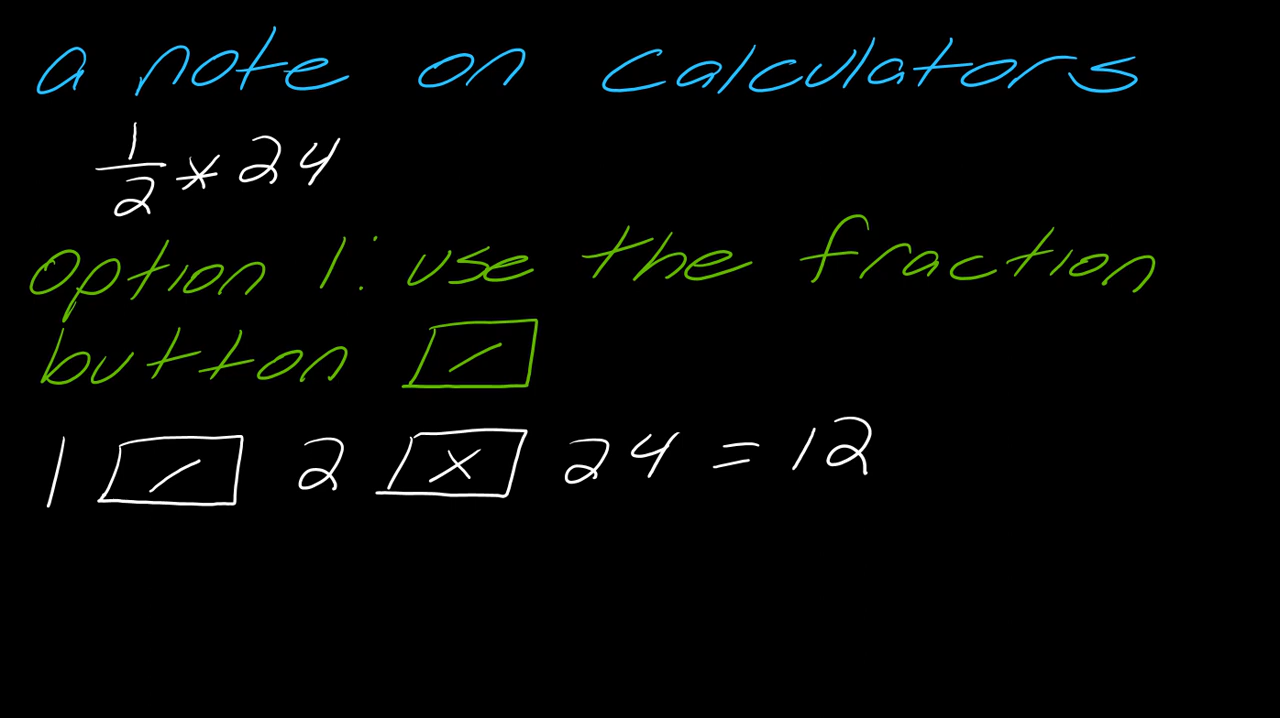 a note on calculators
1/2 * 24
option 1: use the fraction
button /
1 / 2 × 24 = 12